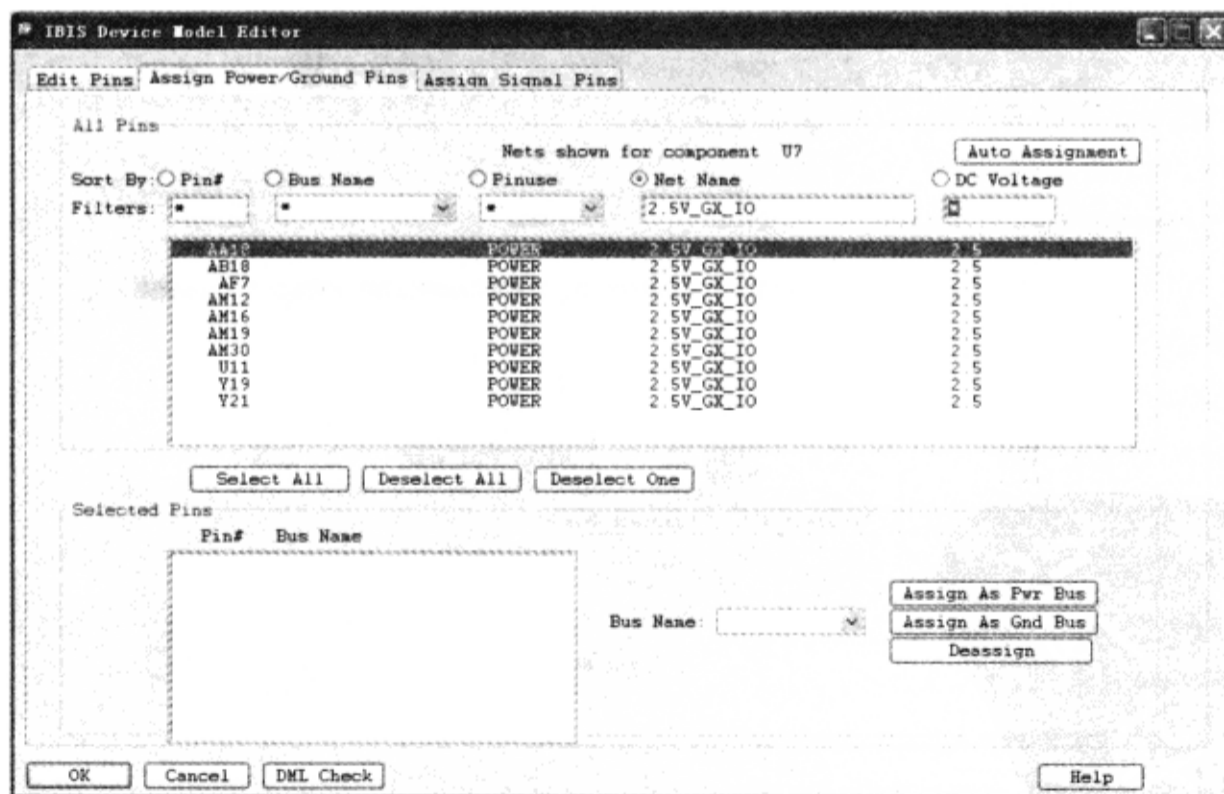 IBIS Device Model Editor
Edit Pins Assign Power/Ground Pins Assign Signal Pins
All Pins
Nets shown for component U7 Auto Assignment
Sort By: Pin# Bus Name Pinuse Net Name DC Voltage
Filters: * * * 2.5V_GX_IO
AA18 POWER 2.5V_GX_IO 2.5
AB18 POWER 2.5V_GX_IO 2.5
AF7 POWER 2.5V_GX_IO 2.5
AM12 POWER 2.5V_GX_IO 2.5
AM16 POWER 2.5V_GX_IO 2.5
AM19 POWER 2.5V_GX_IO 2.5
AM30 POWER 2.5V_GX_IO 2.5
U11 POWER 2.5V_GX_IO 2.5
Y19 POWER 2.5V_GX_IO 2.5
Y21 POWER 2.5V_GX_IO 2.5
Select All Deselect All Deselect One
Selected Pins
Pin# Bus Name
Assign As Pwr Bus
Bus Name: Assign As Gnd Bus
Deassign
OK Cancel DML Check Help